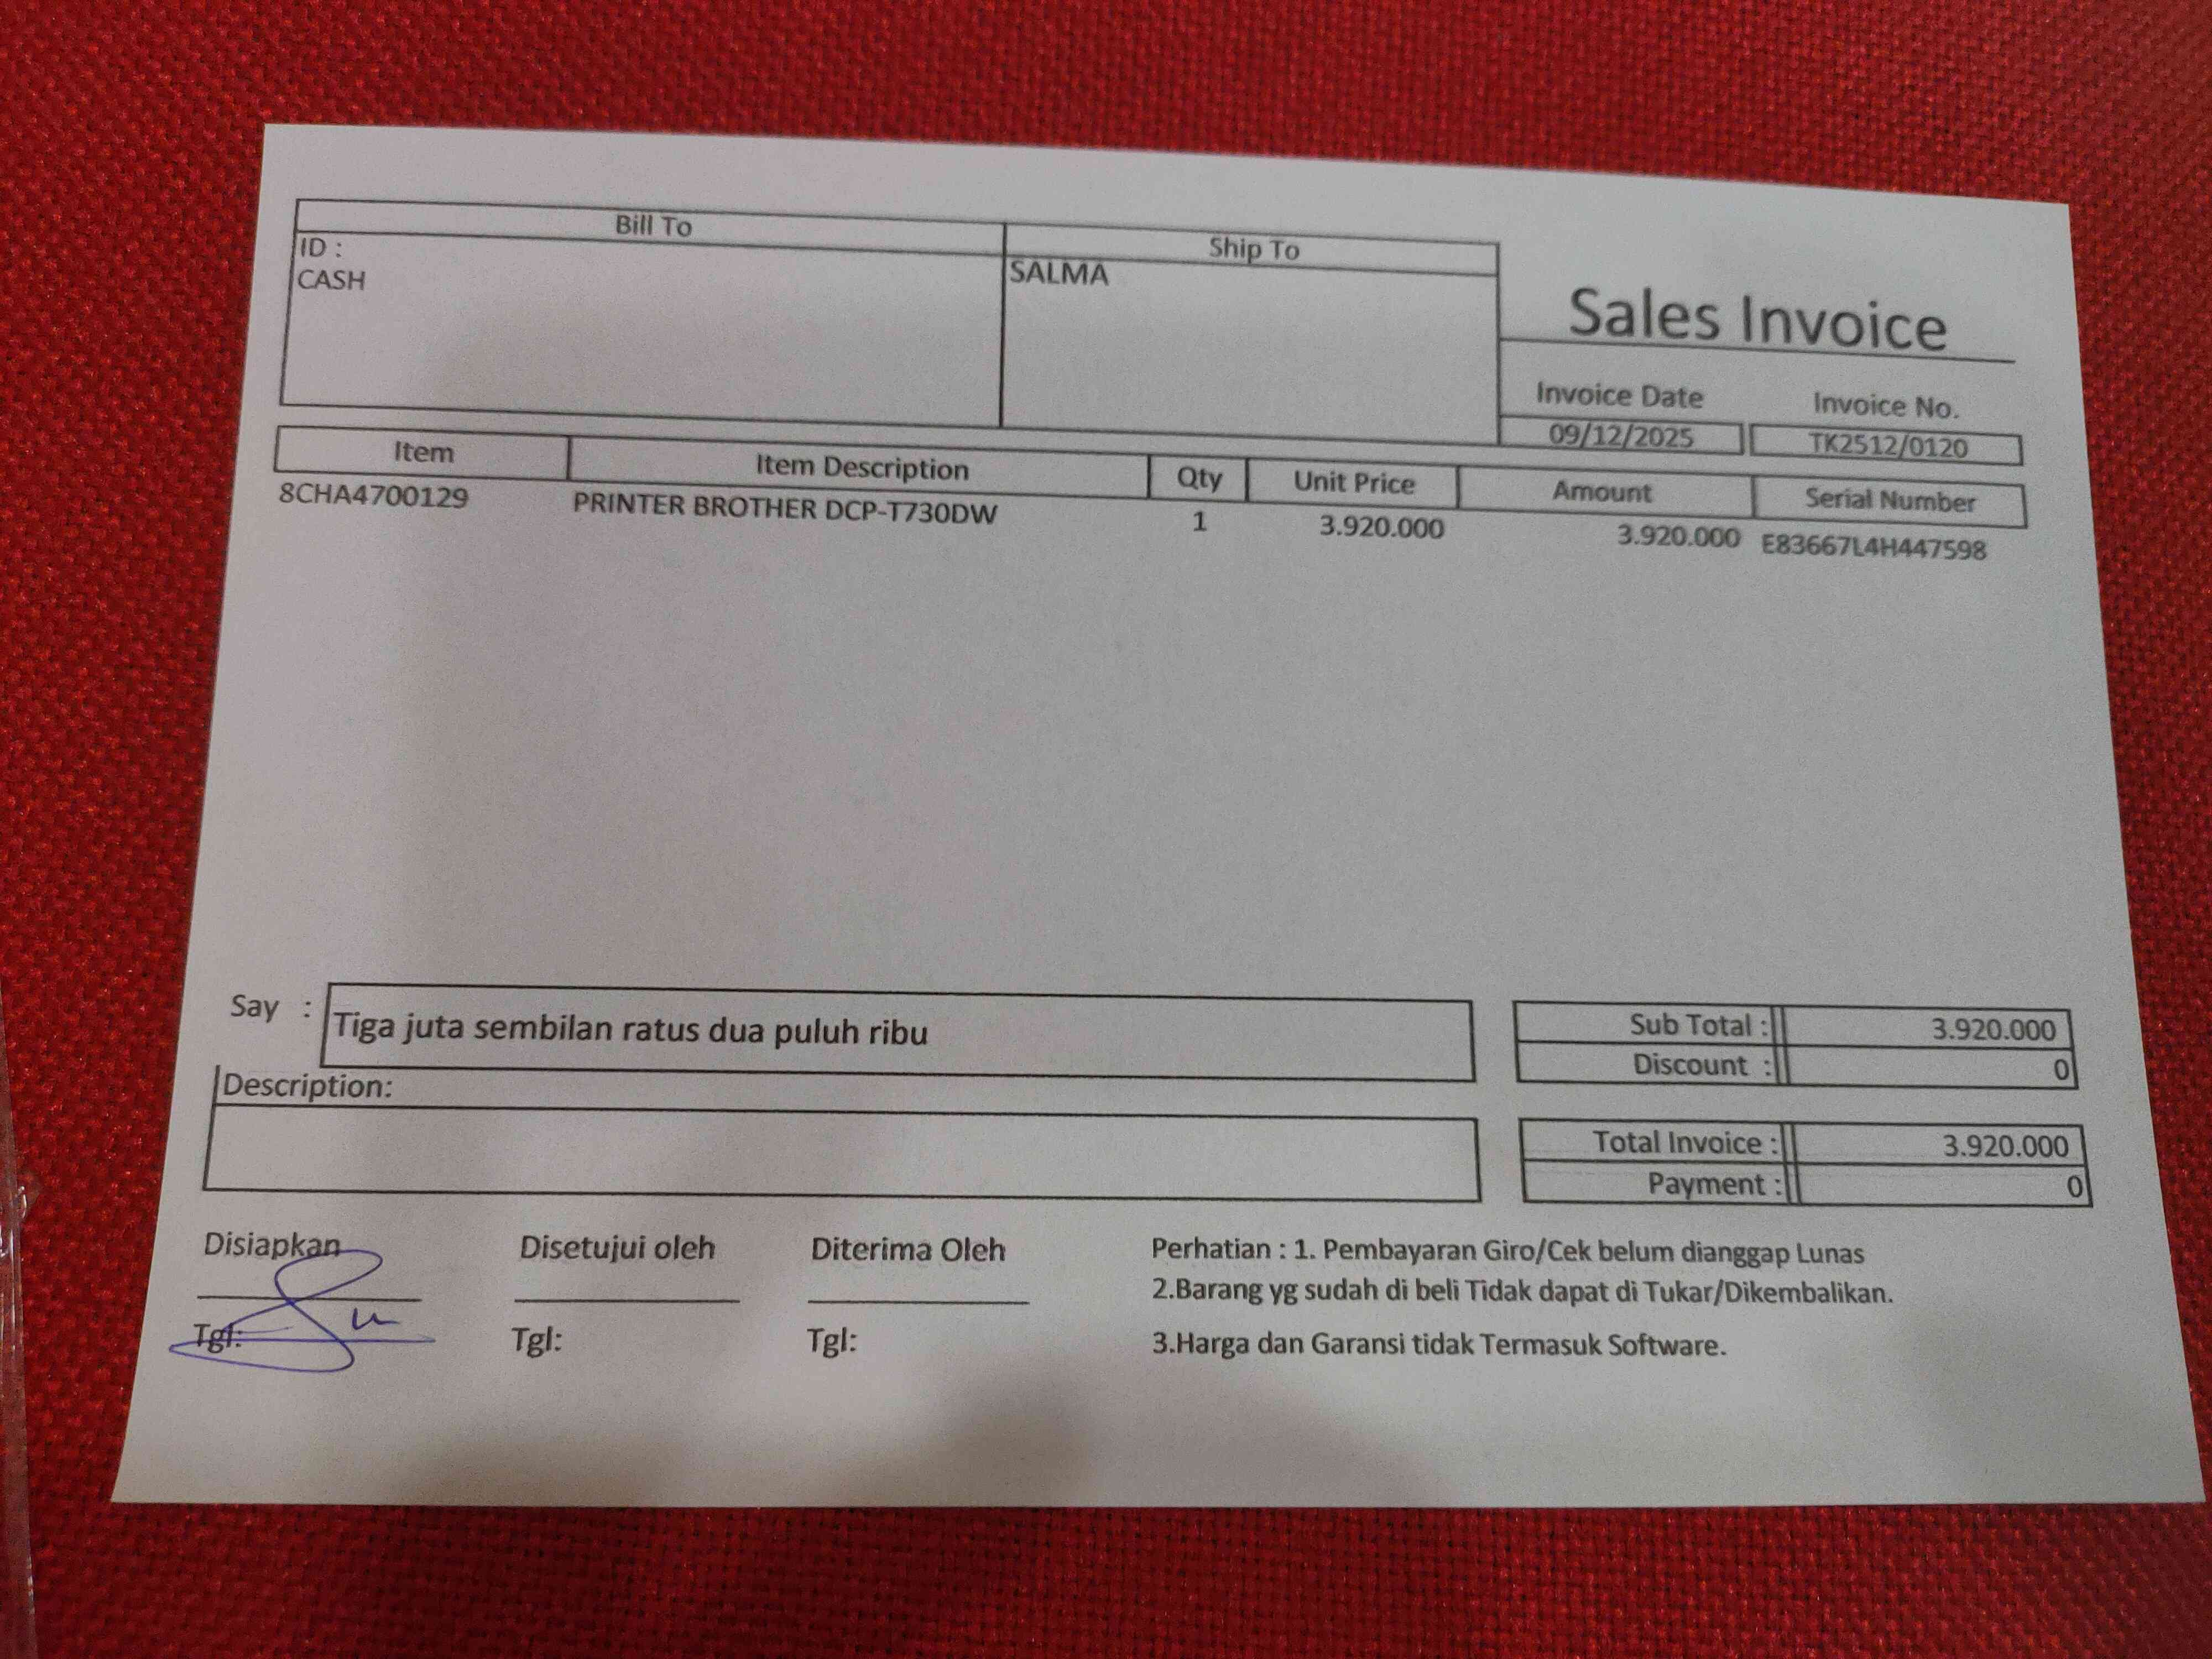 Bill To
Ship To
ID :
CASH
SALMA
Sales Invoice
Invoice Date Invoice No.
09/12/2025 TK2512/0120
Item Item Description Qty Unit Price Amount Serial Number
8CHA4700129 PRINTER BROTHER DCP-T730DW 1 3.920.000 3.920.000 E83667L4H447598
Say : Tiga juta sembilan ratus dua puluh ribu
Sub Total : 3.920.000
Discount : 0
Description:
Total Invoice : 3.920.000
Payment : 0
Disiapkan Disetujui oleh Diterima Oleh
Tgl: Tgl: Tgl:
Perhatian : 1. Pembayaran Giro/Cek belum dianggap Lunas
2.Barang yg sudah di beli Tidak dapat di Tukar/Dikembalikan.
3.Harga dan Garansi tidak Termasuk Software.